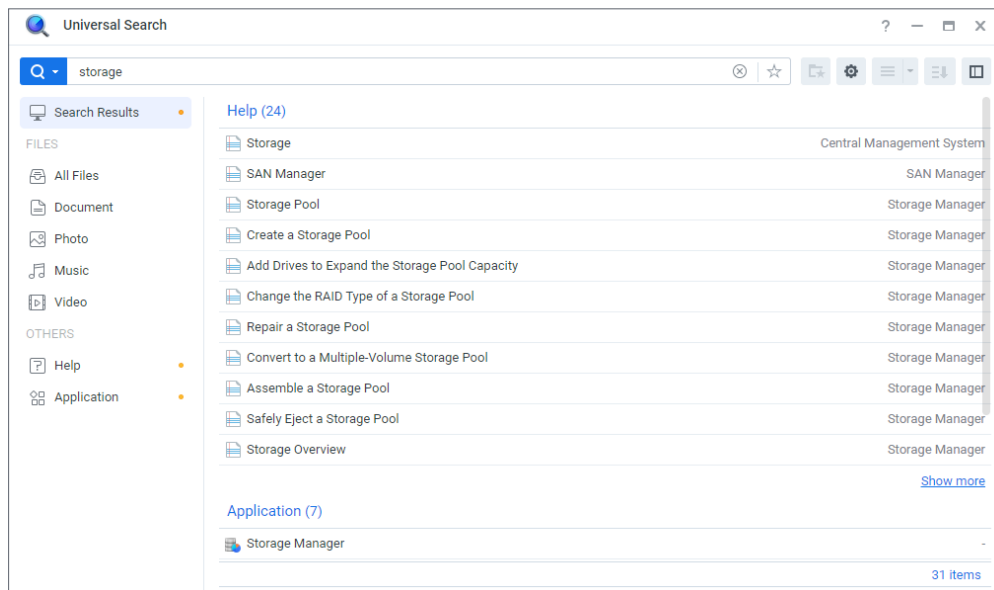 Universal Search
storage
Search Results
FILES
All Files
Document
Photo
Music
Video
OTHERS
Help
Application
Help (24)
Storage Central Management System
SAN Manager SAN Manager
Storage Pool Storage Manager
Create a Storage Pool Storage Manager
Add Drives to Expand the Storage Pool Capacity Storage Manager
Change the RAID Type of a Storage Pool Storage Manager
Repair a Storage Pool Storage Manager
Convert to a Multiple-Volume Storage Pool Storage Manager
Assemble a Storage Pool Storage Manager
Safely Eject a Storage Pool Storage Manager
Storage Overview Storage Manager
Show more
Application (7)
Storage Manager -
31 items